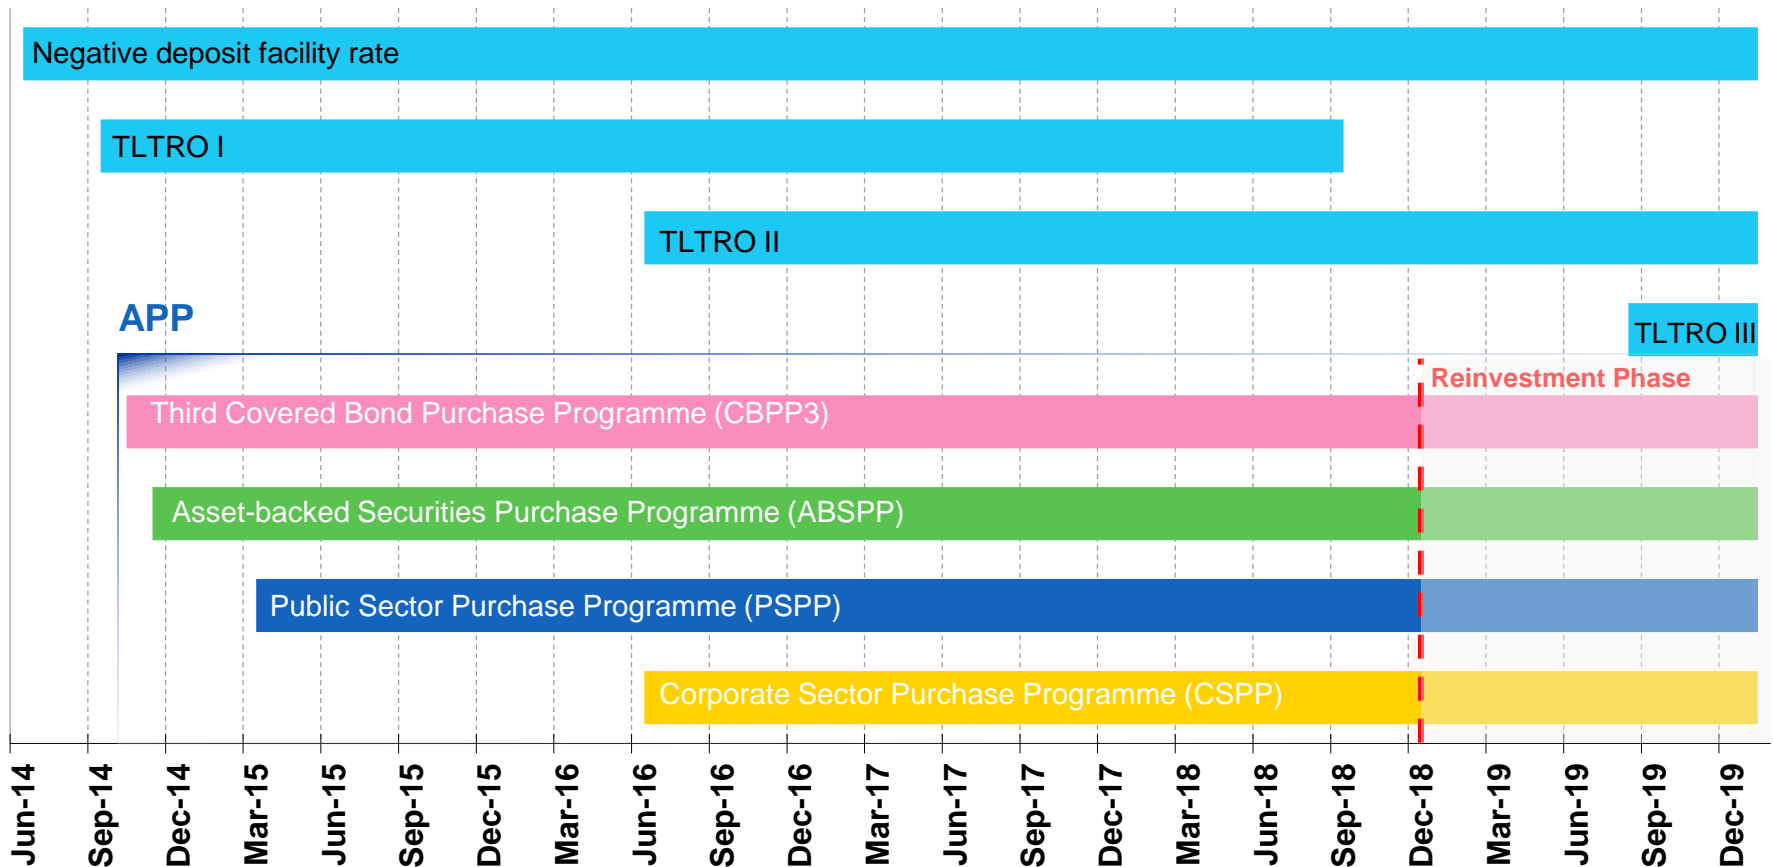 Negative deposit facility rate
TLTRO I
TLTRO II
APP
TLTRO III
Reinvestment Phase
Third Covered Bond Purchase Programme (CBPP3)
Asset-backed Securities Purchase Programme (ABSPP)
Public Sector Purchase Programme (PSPP)
Corporate Sector Purchase Programme (CSPP)
Jun-14
Sep-14
Dec-14
Mar-15
Jun-15
Sep-15
Dec-15
Mar-16
Jun-16
Sep-16
Dec-16
Mar-17
Jun-17
Sep-17
Dec-17
Mar-18
Jun-18
Sep-18
Dec-18
Mar-19
Jun-19
Sep-19
Dec-19